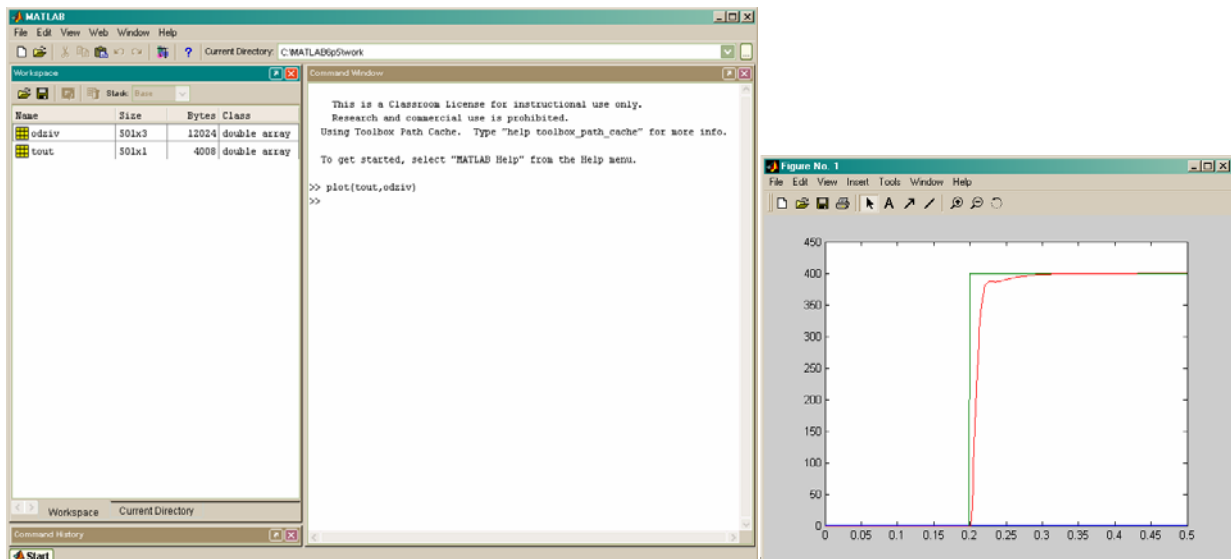 MATLAB
File Edit View Web Window Help
? Current Directory: C:\MATLAB6p5\work
Workspace
Stack: Base
Name Size Bytes Class
odziv 501x3 12024 double array
tout 501x1 4008 double array
Workspace Current Directory
Command History
Start
Command Window
This is a Classroom License for instructional use only.
Research and commercial use is prohibited.
Using Toolbox Path Cache. Type "help toolbox_path_cache" for more info.
To get started, select "MATLAB Help" from the Help menu.
>> plot(tout,odziv)
>>
Figure No. 1
File Edit View Insert Tools Window Help
A
450
400
350
300
250
200
150
100
50
0
0 0.05 0.1 0.15 0.2 0.25 0.3 0.35 0.4 0.45 0.5